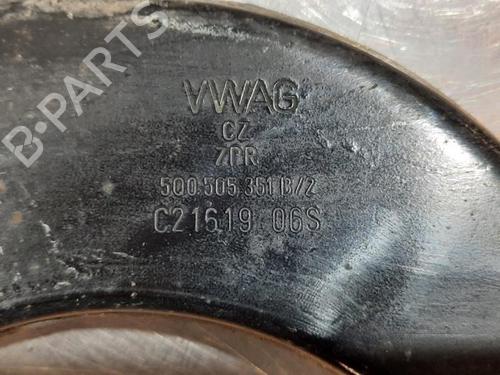 B-PARTS
VWAG
CZ
ZPR
5Q0 505 351 B//2
C21619 06S